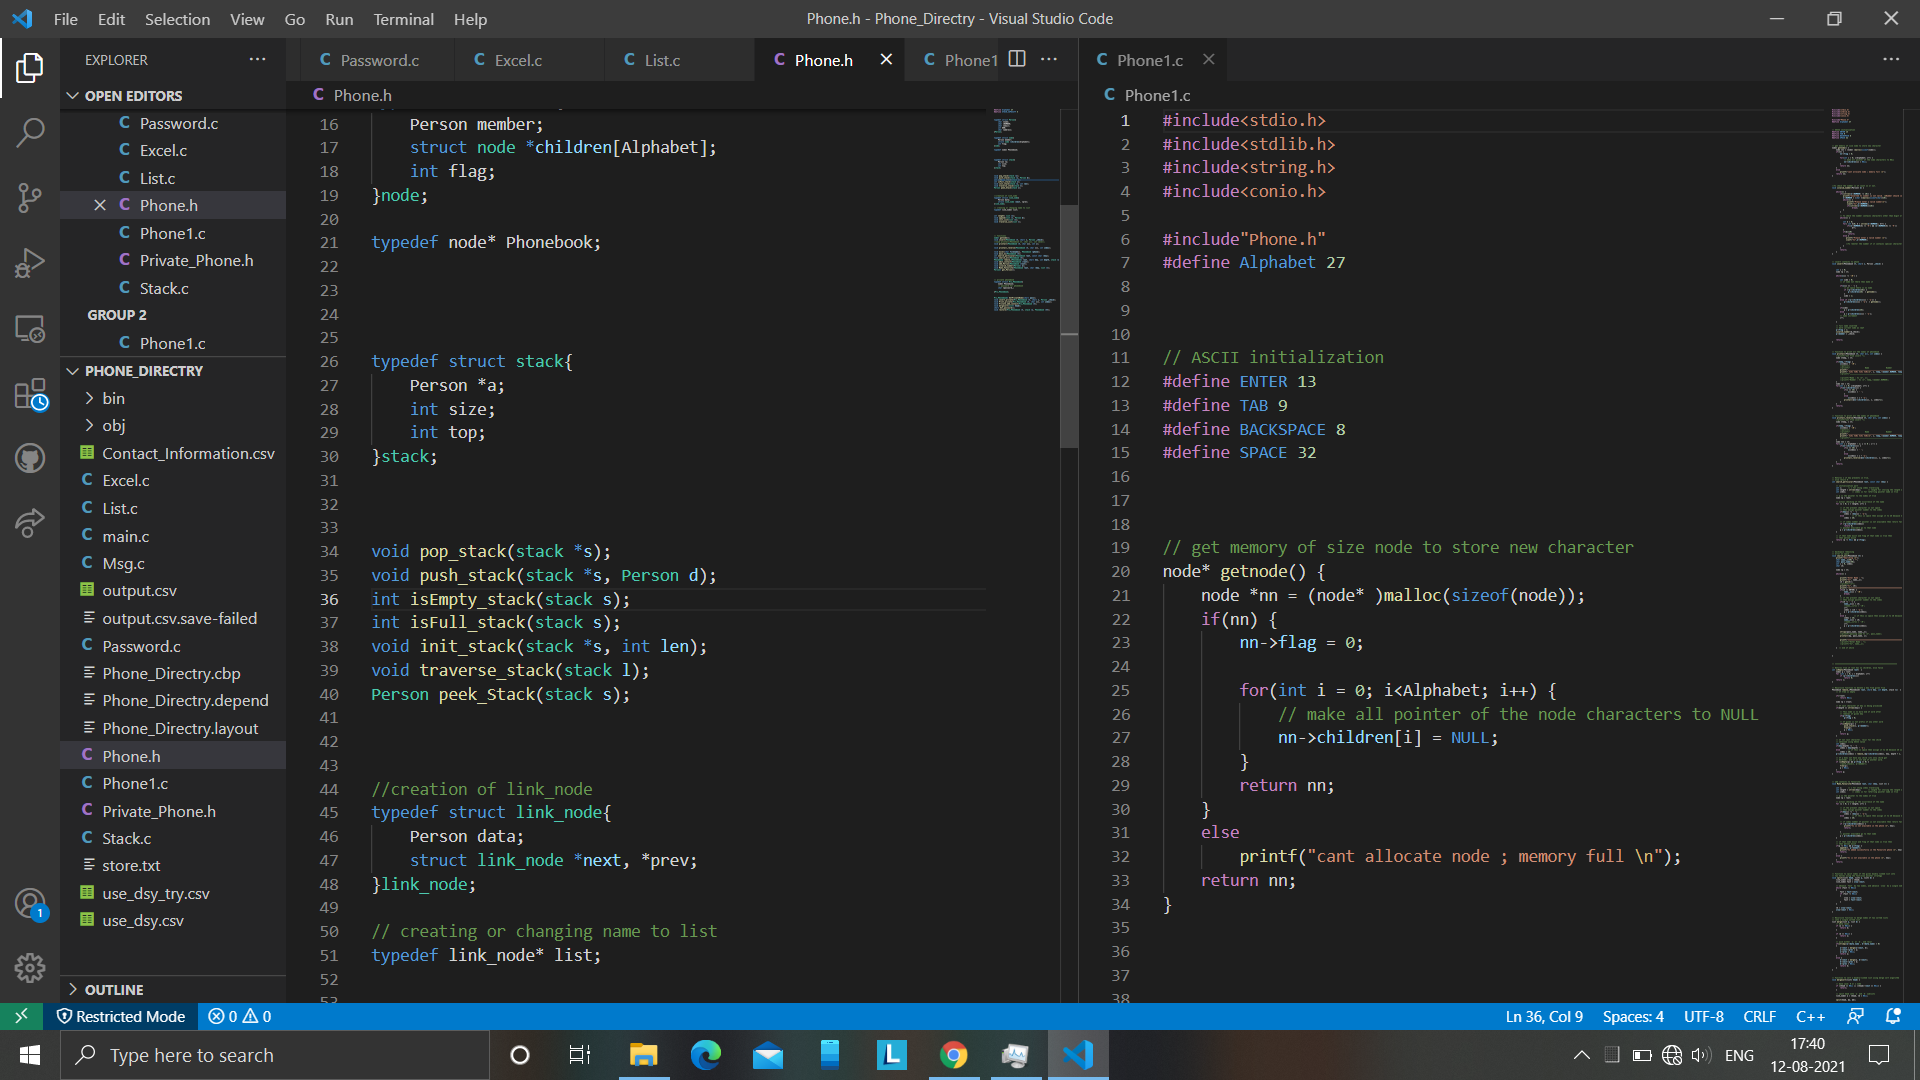 File Edit Selection View Go Run Terminal Help
Phone.h - Phone_Directry - Visual Studio Code
EXPLORER
OPEN EDITORS
Password.c
Excel.c
List.c
Phone.h
Phone1.c
Private_Phone.h
Stack.c
GROUP 2
Phone1.c
PHONE_DIRECTRY
bin
obj
Contact_Information.csv
Excel.c
List.c
main.c
Msg.c
output.csv
output.csv.save-failed
Password.c
Phone_Directry.cbp
Phone_Directry.depend
Phone_Directry.layout
Phone.h
Phone1.c
Private_Phone.h
Stack.c
store.txt
use_dsy_try.csv
use_dsy.csv
OUTLINE
Password.c Excel.c List.c Phone.h Phone1
Phone.h
16 Person member;
17 struct node *children[Alphabet];
18 int flag;
19 }node;
20
21 typedef node* Phonebook;
22
23
24
25
26 typedef struct stack{
27 Person *a;
28 int size;
29 int top;
30 }stack;
31
32
33
34 void pop_stack(stack *s);
35 void push_stack(stack *s, Person d);
36 int isEmpty_stack(stack s);
37 int isFull_stack(stack s);
38 void init_stack(stack *s, int len);
39 void traverse_stack(stack l);
40 Person peek_Stack(stack s);
41
42
43
44 //creation of link_node
45 typedef struct link_node{
46 Person data;
47 struct link_node *next, *prev;
48 }link_node;
49
50 // creating or changing name to list
51 typedef link_node* list;
52
53
Phone1.c
Phone1.c
1 #include<stdio.h>
2 #include<stdlib.h>
3 #include<string.h>
4 #include<conio.h>
5
6 #include"Phone.h"
7 #define Alphabet 27
8
9
10
11 // ASCII initialization
12 #define ENTER 13
13 #define TAB 9
14 #define BACKSPACE 8
15 #define SPACE 32
16
17
18
19 // get memory of size node to store new character
20 node* getnode() {
21 node *nn = (node* )malloc(sizeof(node));
22 if(nn) {
23 nn->flag = 0;
24
25 for(int i = 0; i<Alphabet; i++) {
26 // make all pointer of the node characters to NULL
27 nn->children[i] = NULL;
28 }
29 return nn;
30 }
31 else
32 printf("cant allocate node ; memory full \n");
33 return nn;
34 }
35
36
37
38
1
Restricted Mode 0 0 Ln 36, Col 9 Spaces: 4 UTF-8 CRLF C++
Type here to search
L
ENG
17:40
12-08-2021